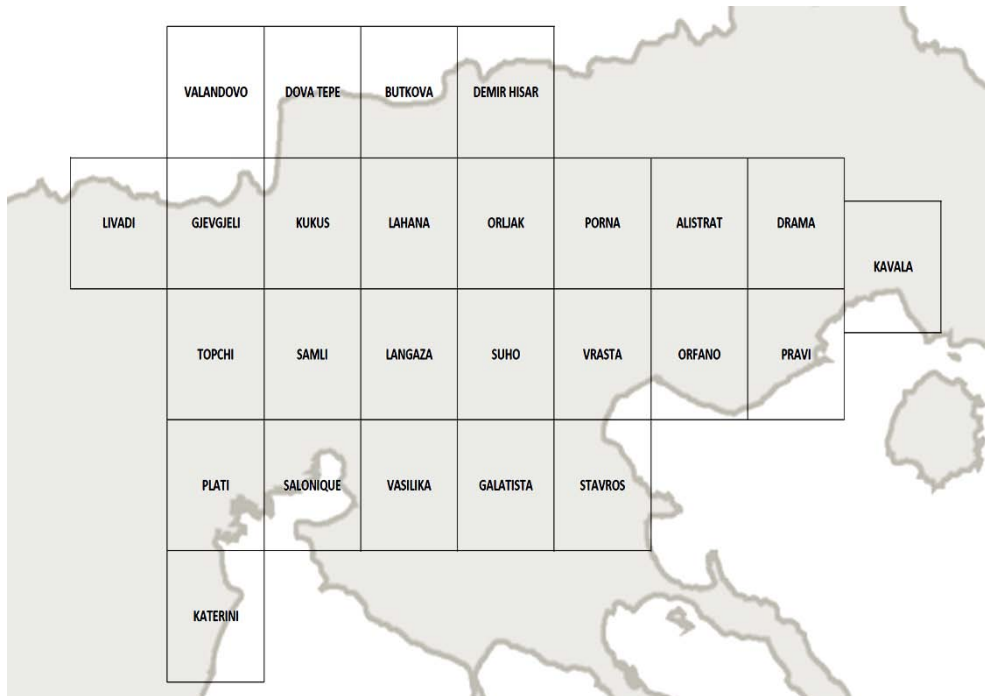 VALANDOVO DOVA TEPE BUTKOVA DEMIR HISAR
LIVADI GJEVGJELI KUKUS LAHANA ORLJAK PORNA ALISTRAT DRAMA
KAVALA
TOPCHI SAMLI LANGAZA SUHO VRASTA ORFANO PRAVI
PLATI SALONIQUE VASILIKA GALATISTA STAVROS
KATERINI